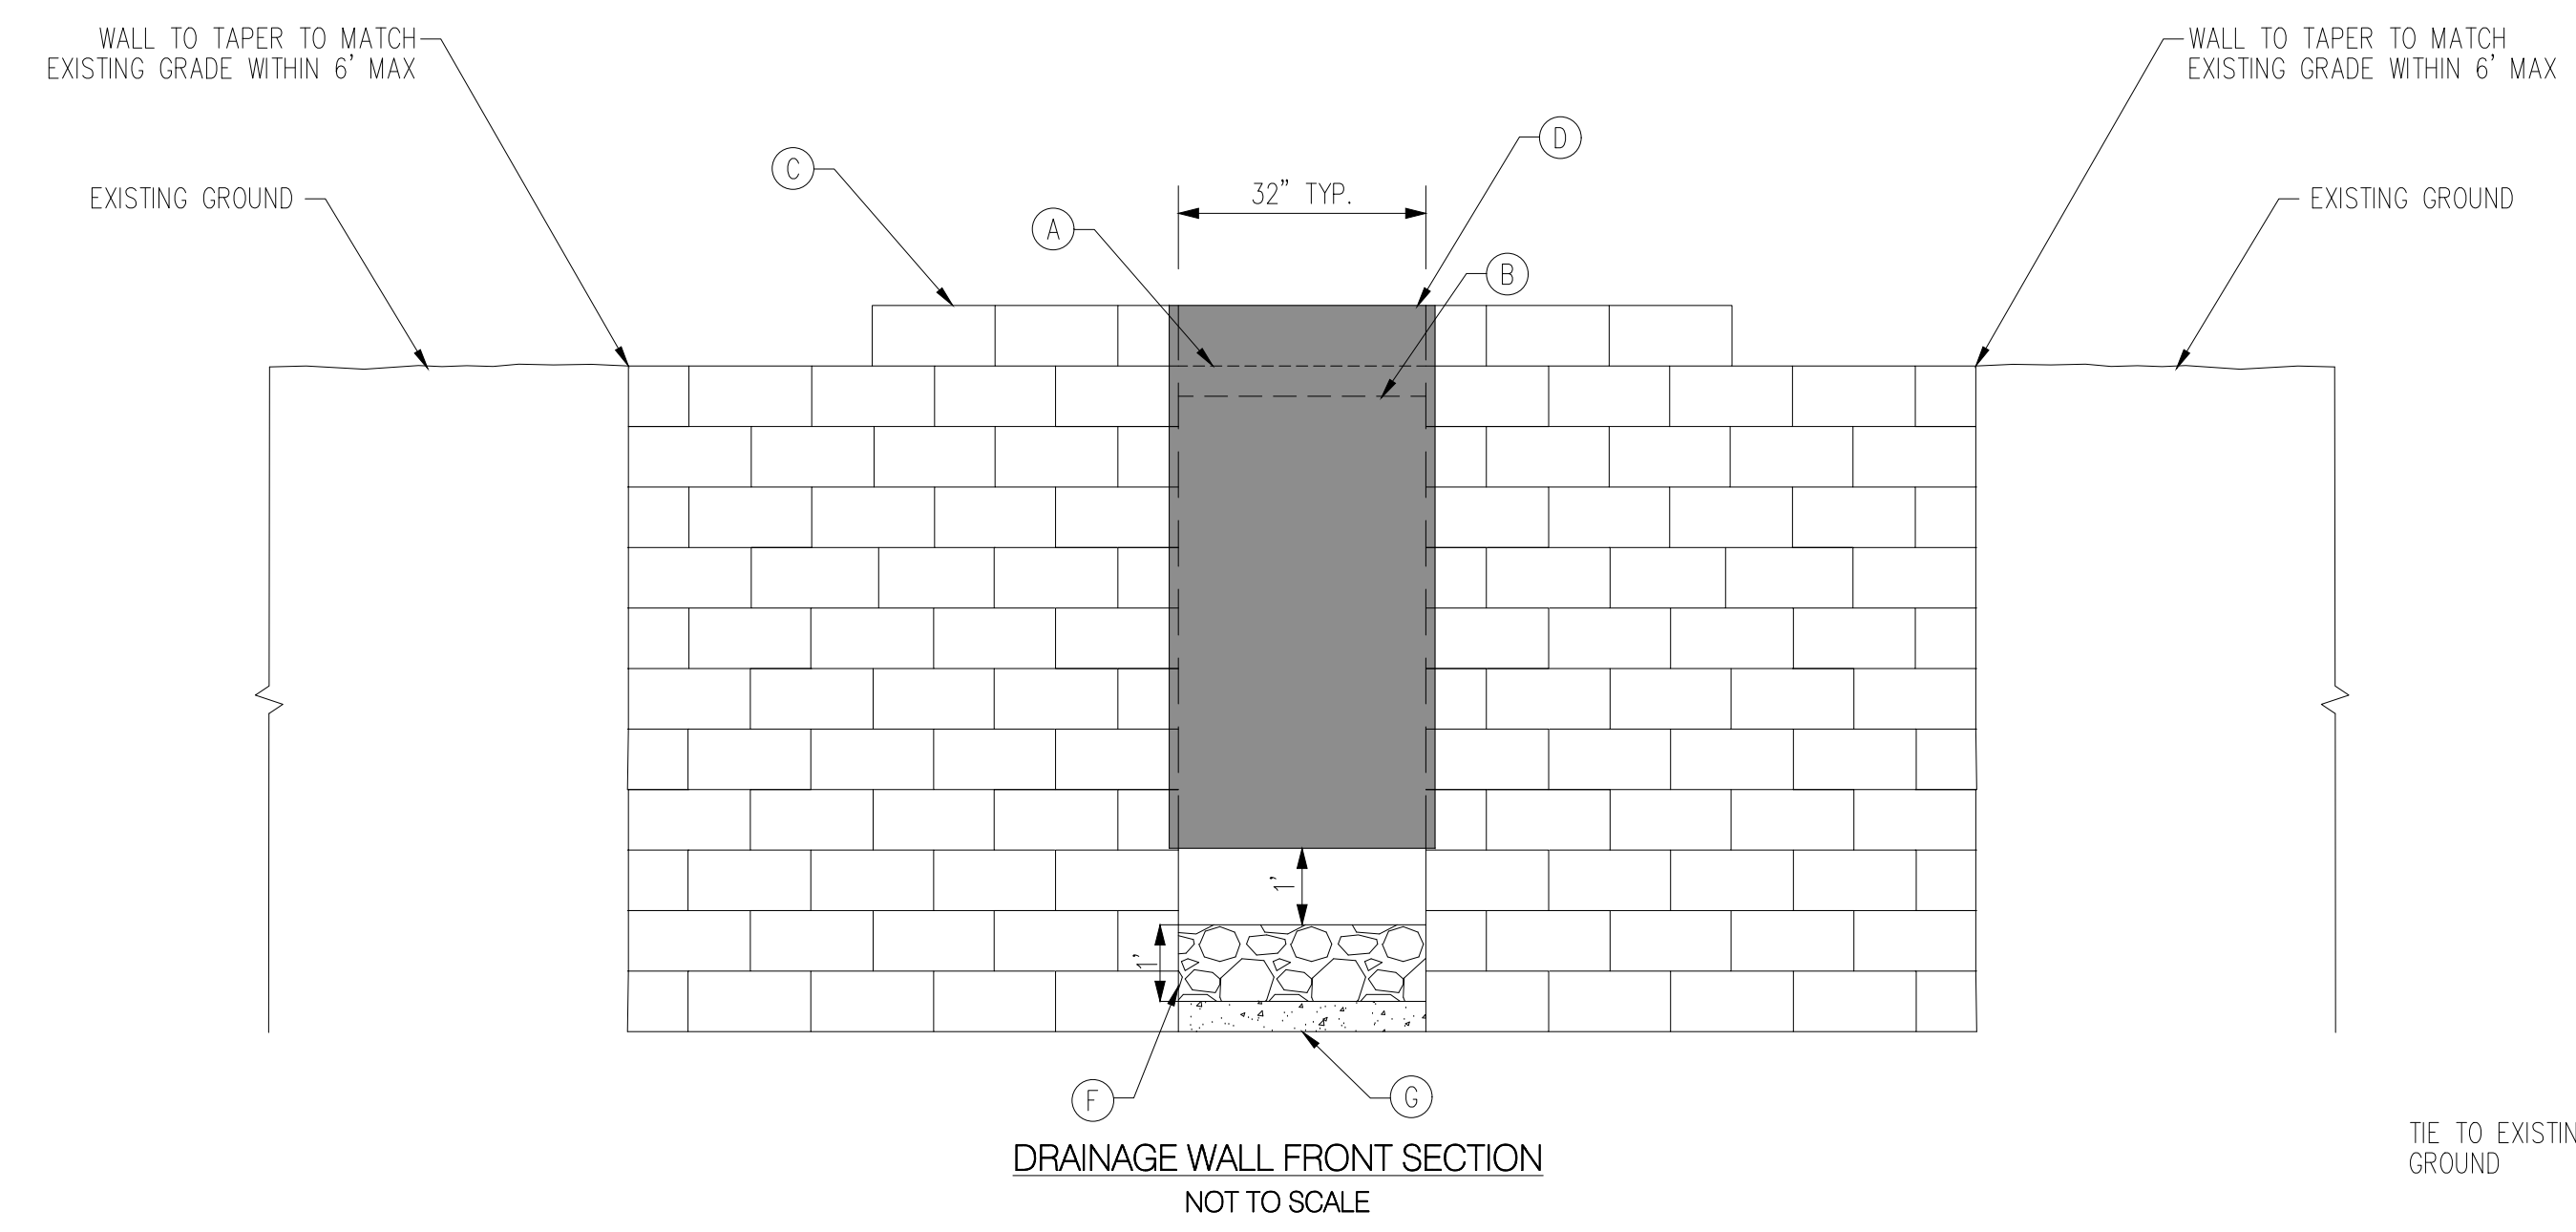 WALL TO TAPER TO MATCH
EXISTING GRADE WITHIN 6' MAX
WALL TO TAPER TO MATCH
EXISTING GRADE WITHIN 6' MAX
EXISTING GROUND
EXISTING GROUND
C
D
A
32" TYP.
B
1'
1'
F
G
DRAINAGE WALL FRONT SECTION
NOT TO SCALE
TIE TO EXISTIN
GROUND